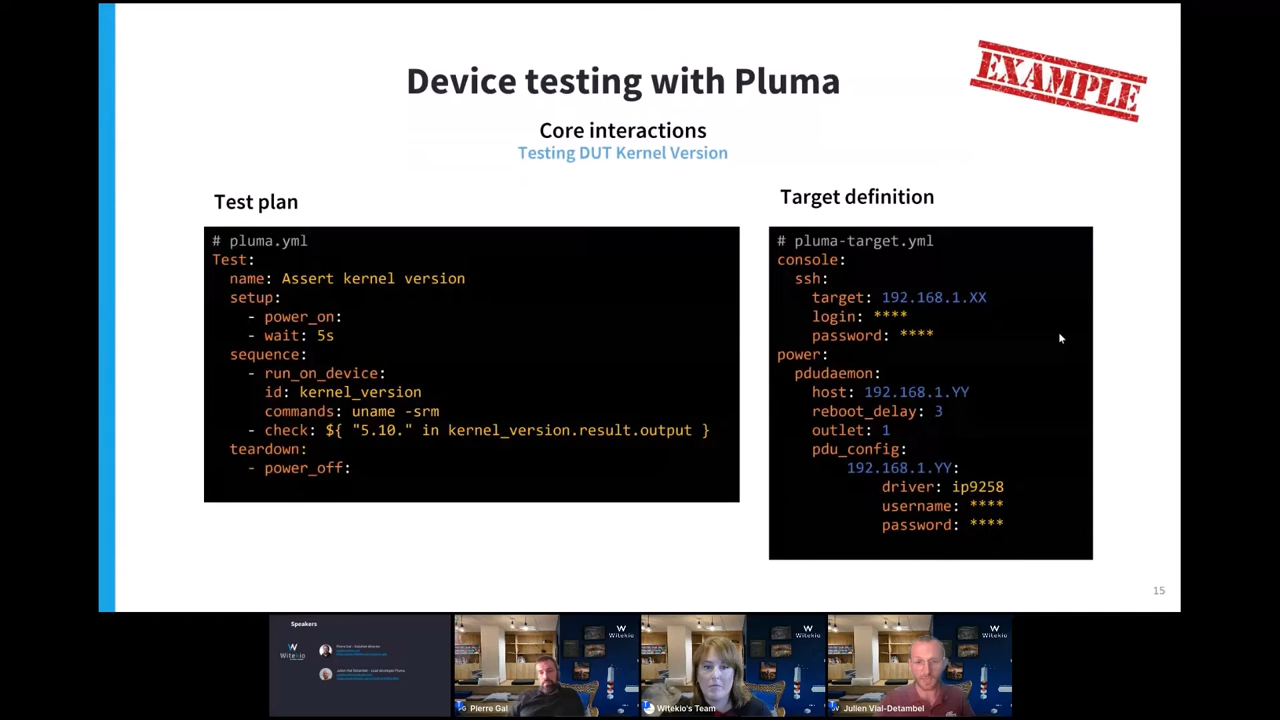 Device testing with Pluma
EXAMPLE
Core interactions
Testing DUT Kernel Version
Test plan
# pluma.yml
Test:
name: Assert kernel version
setup:
- power_on:
- wait: 5s
sequence:
- run_on_device:
id: kernel_version
commands: uname -srm
- check: ${ "5.10." in kernel_version.result.output }
teardown:
- power_off:
Target definition
# pluma-target.yml
console:
ssh:
target: 192.168.1.XX
login: ****
password: ****
power:
pdudaemon:
host: 192.168.1.YY
reboot_delay: 3
outlet: 1
pdu_config:
192.168.1.YY:
driver: ip9258
username: ****
password: ****
15
Speakers
Witekio
Witekio
Pierre Gal
Witekio
Witekio's Team
Witekio
Julien Vial-Detambel